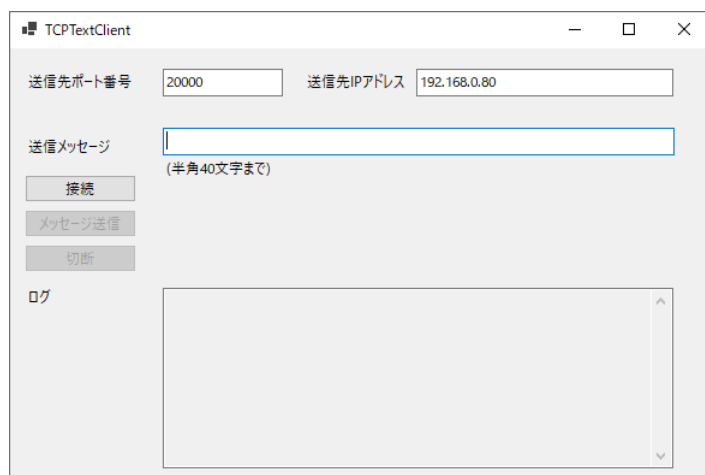 TCPTextClient
送信先ポート番号 20000 送信先IPアドレス 192.168.0.80
送信メッセージ
(半角40文字まで)
接続
メッセージ送信
切断
ログ